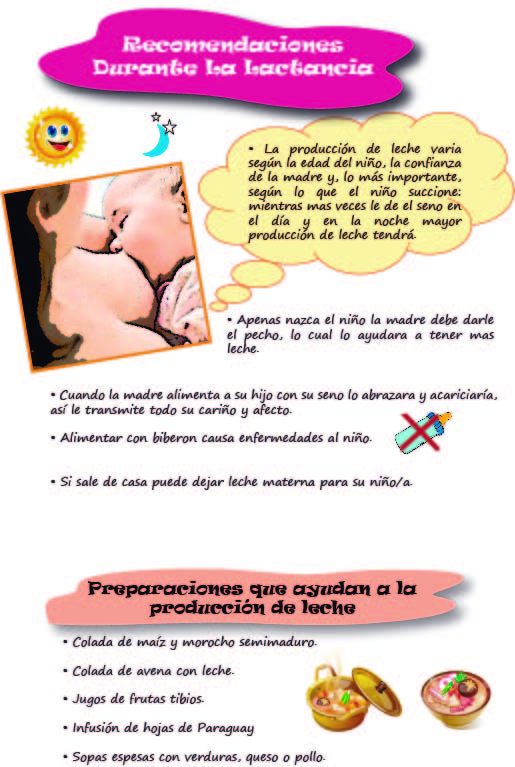 Recomendaciones
Durante La Lactancia
• La producción de leche varia
según la edad del niño, la confianza
de la madre y, lo más importante,
según lo que el niño succione:
mientras mas veces le de el seno en
el día y en la noche mayor
producción de leche tendrá.
• Apenas nazca el niño la madre debe darle
el pecho, lo cual lo ayudara a tener mas
leche.
• Cuando la madre alimenta a su hijo con su seno lo abrazara y acariciaría,
así le transmite todo su cariño y afecto.
• Alimentar con biberon causa enfermedades al niño.
• Si sale de casa puede dejar leche materna para su niño/a.
Preparaciones que ayudan a la
producción de leche
• Colada de maíz y morocho semimaduro.
• Colada de avena con leche.
• Jugos de frutas tibios.
• Infusión de hojas de Paraguay
• Sopas espesas con verduras, queso o pollo.